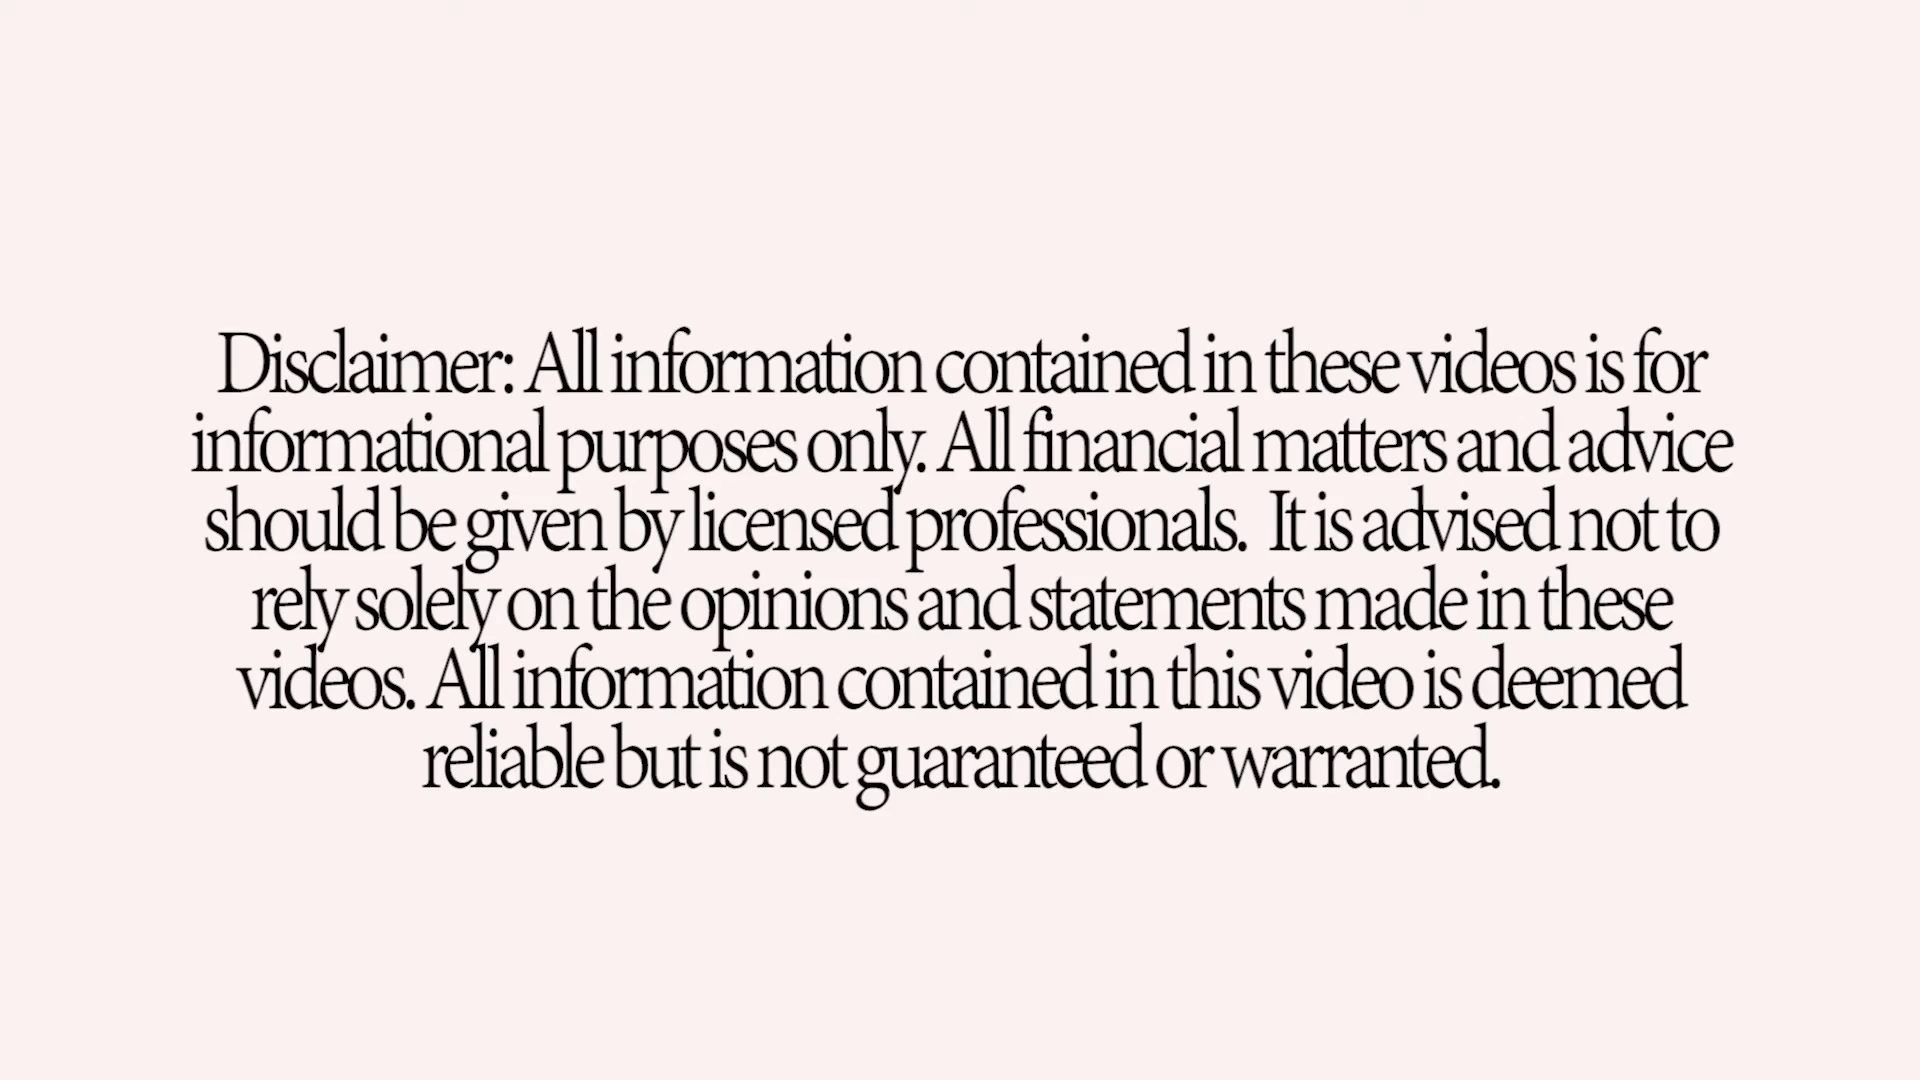 Disclaimer: All information contained in these videos is for
informational purposes only. All financial matters and advice
should be given by licensed professionals.  It is advised not to
rely solely on the opinions and statements made in these
videos. All information contained in this video is deemed
reliable but is not guaranteed or warranted.